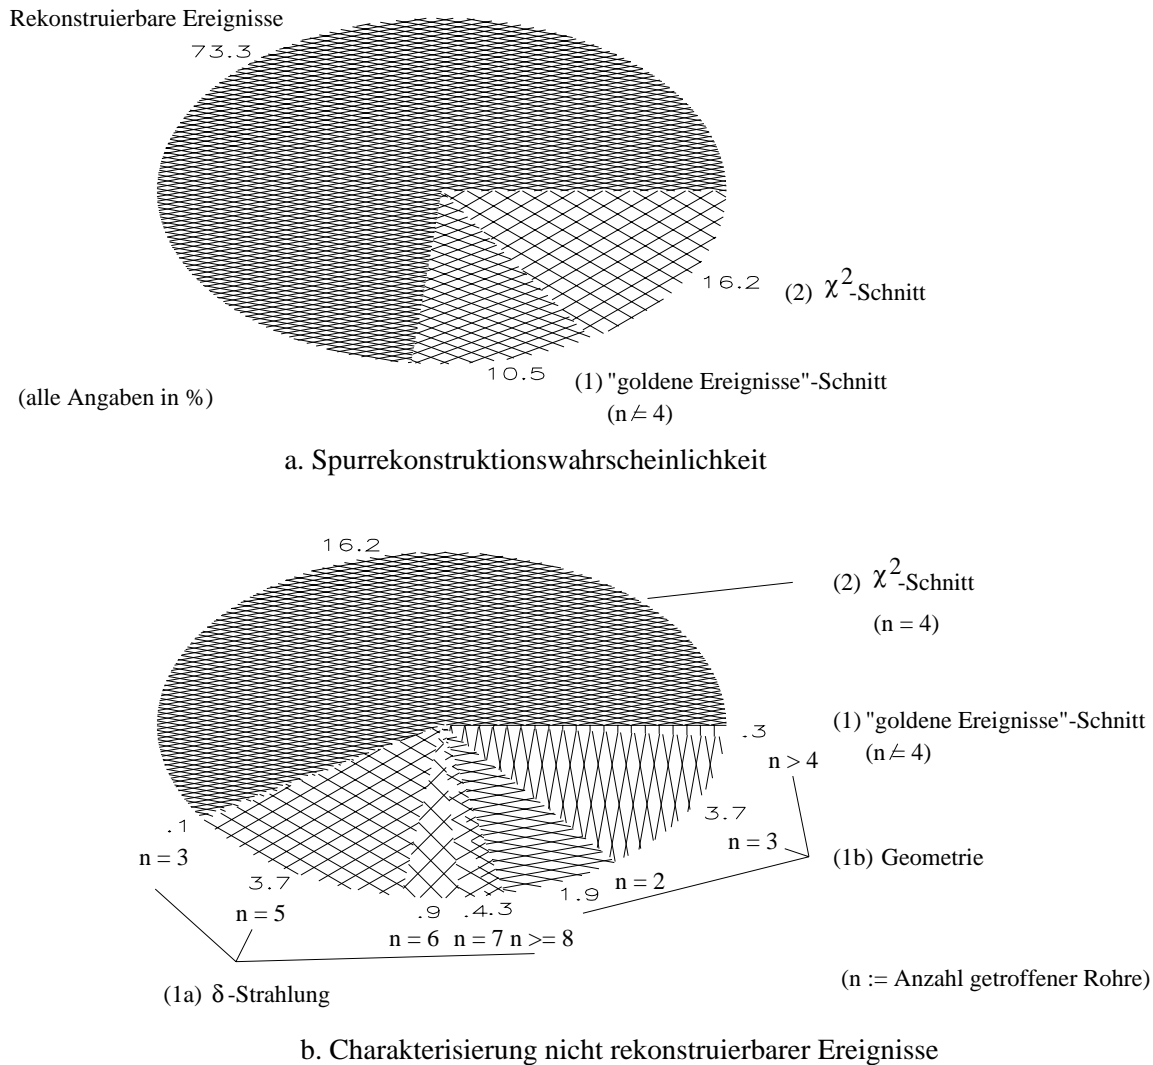 Rekonstruierbare Ereignisse
73.3
16.2
(2) χ²-Schnitt
10.5
(1) "goldene Ereignisse"-Schnitt
(n ≠ 4)
(alle Angaben in %)
a. Spurrekonstruktionswahrscheinlichkeit
16.2
(2) χ²-Schnitt
(n = 4)
(1) "goldene Ereignisse"-Schnitt
(n ≠ 4)
.3
n > 4
3.7
n = 3
(1b) Geometrie
.1
n = 3
3.7
n = 5
.9
n = 6
.4
n = 7
.3
n >= 8
1.9
n = 2
(1a) δ-Strahlung
(n := Anzahl getroffener Rohre)
b. Charakterisierung nicht rekonstruierbarer Ereignisse